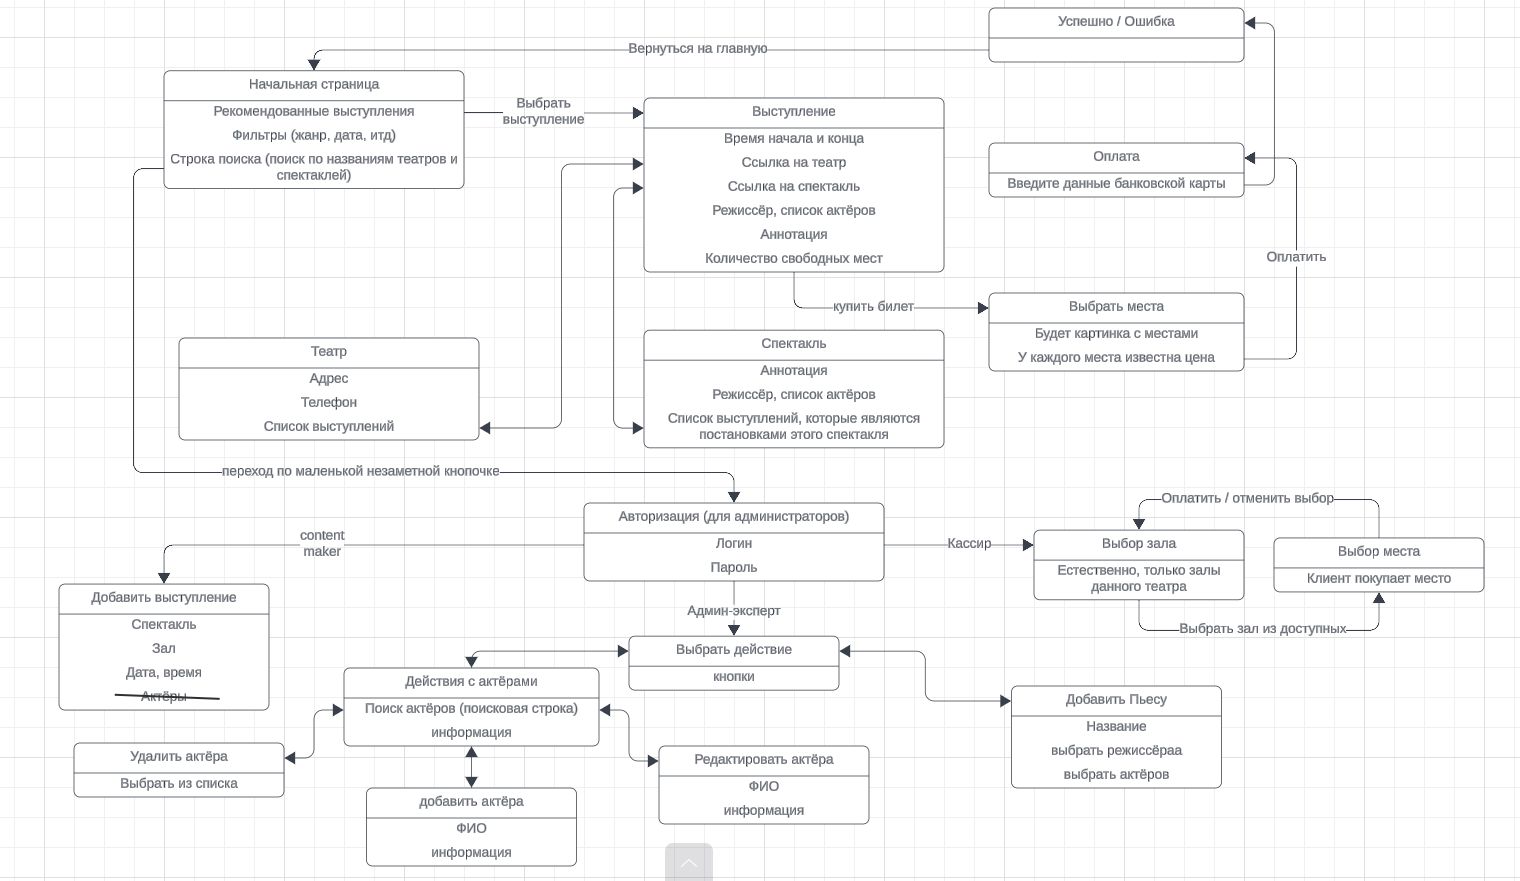 Успешно / Ошибка
Вернуться на главную
Начальная страница
Рекомендованные выступления
Фильтры (жанр, дата, итд)
Строка поиска (поиск по названиям театров и
спектаклей)
Выбрать
выступление
Выступление
Время начала и конца
Ссылка на театр
Ссылка на спектакль
Режиссёр, список актёров
Аннотация
Количество свободных мест
Оплата
Введите данные банковской карты
Оплатить
купить билет
Выбрать места
Будет картинка с местами
У каждого места известна цена
Театр
Адрес
Телефон
Список выступлений
Спектакль
Аннотация
Режиссёр, список актёров
Список выступлений, которые являются
постановками этого спектакля
переход по маленькой незаметной кнопочке
Авторизация (для администраторов)
Логин
Пароль
content
maker
Кассир
Админ-эксперт
Оплатить / отменить выбор
Выбор зала
Естественно, только залы
данного театра
Выбор места
Клиент покупает место
Выбрать зал из доступных
Добавить выступление
Спектакль
Зал
Дата, время
Актёры
Выбрать действие
кнопки
Действия с актёрами
Поиск актёров (поисковая строка)
информация
Добавить Пьесу
Название
выбрать режиссёраа
выбрать актёров
Удалить актёра
Выбрать из списка
добавить актёра
ФИО
информация
Редактировать актёра
ФИО
информация